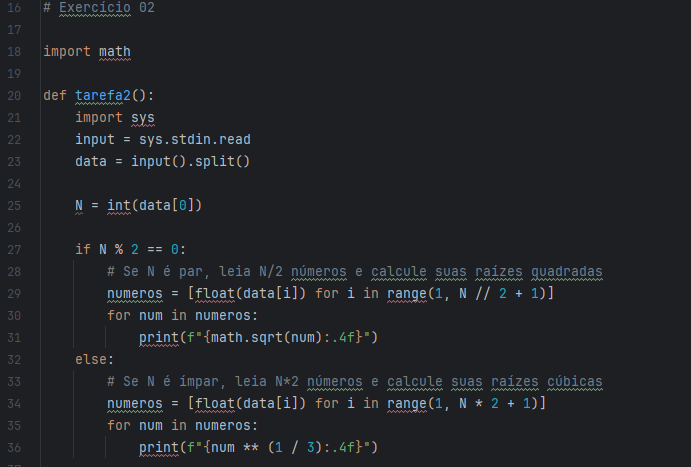 16 # Exercício 02
17
18 import math
19
20 def tarefa2():
21     import sys
22     input = sys.stdin.read
23     data = input().split()
24
25     N = int(data[0])
26
27     if N % 2 == 0:
28         # Se N é par, leia N/2 números e calcule suas raízes quadradas
29         numeros = [float(data[i]) for i in range(1, N // 2 + 1)]
30         for num in numeros:
31             print(f"{math.sqrt(num):.4f}")
32     else:
33         # Se N é ímpar, leia N*2 números e calcule suas raízes cúbicas
34         numeros = [float(data[i]) for i in range(1, N * 2 + 1)]
35         for num in numeros:
36             print(f"{num ** (1 / 3):.4f}")